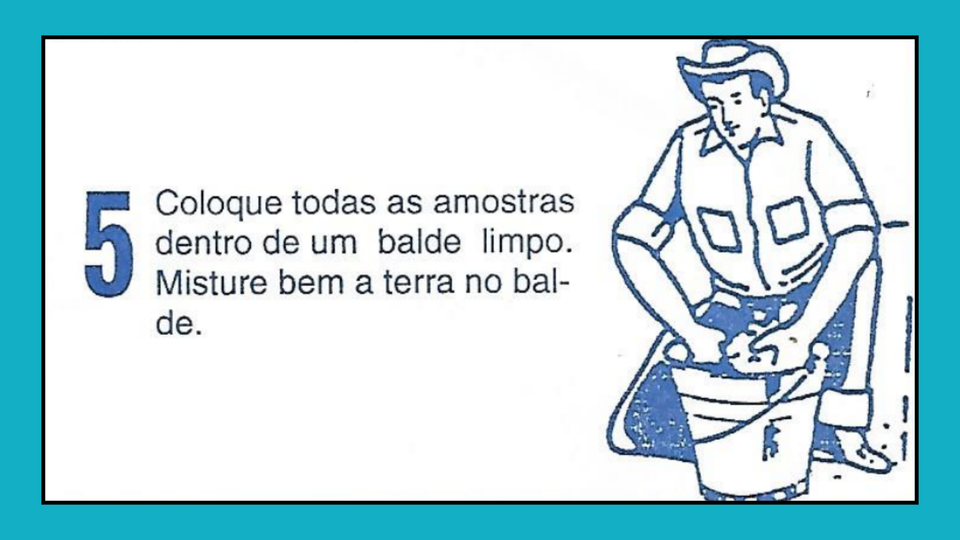 5
Coloque todas as amostras
dentro de um balde limpo.
Misture bem a terra no bal-
de.